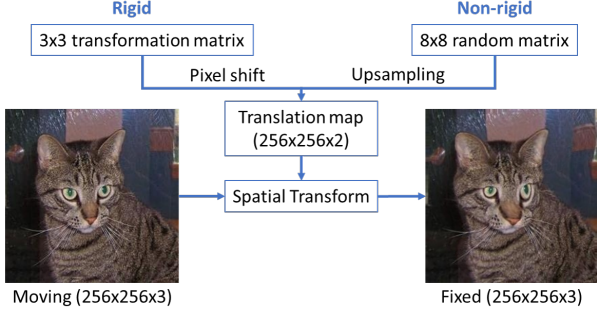 Rigid
Non-rigid
3x3 transformation matrix
8x8 random matrix
Pixel shift
Upsampling
Translation map
(256x256x2)
Spatial Transform
Moving (256x256x3)
Fixed (256x256x3)